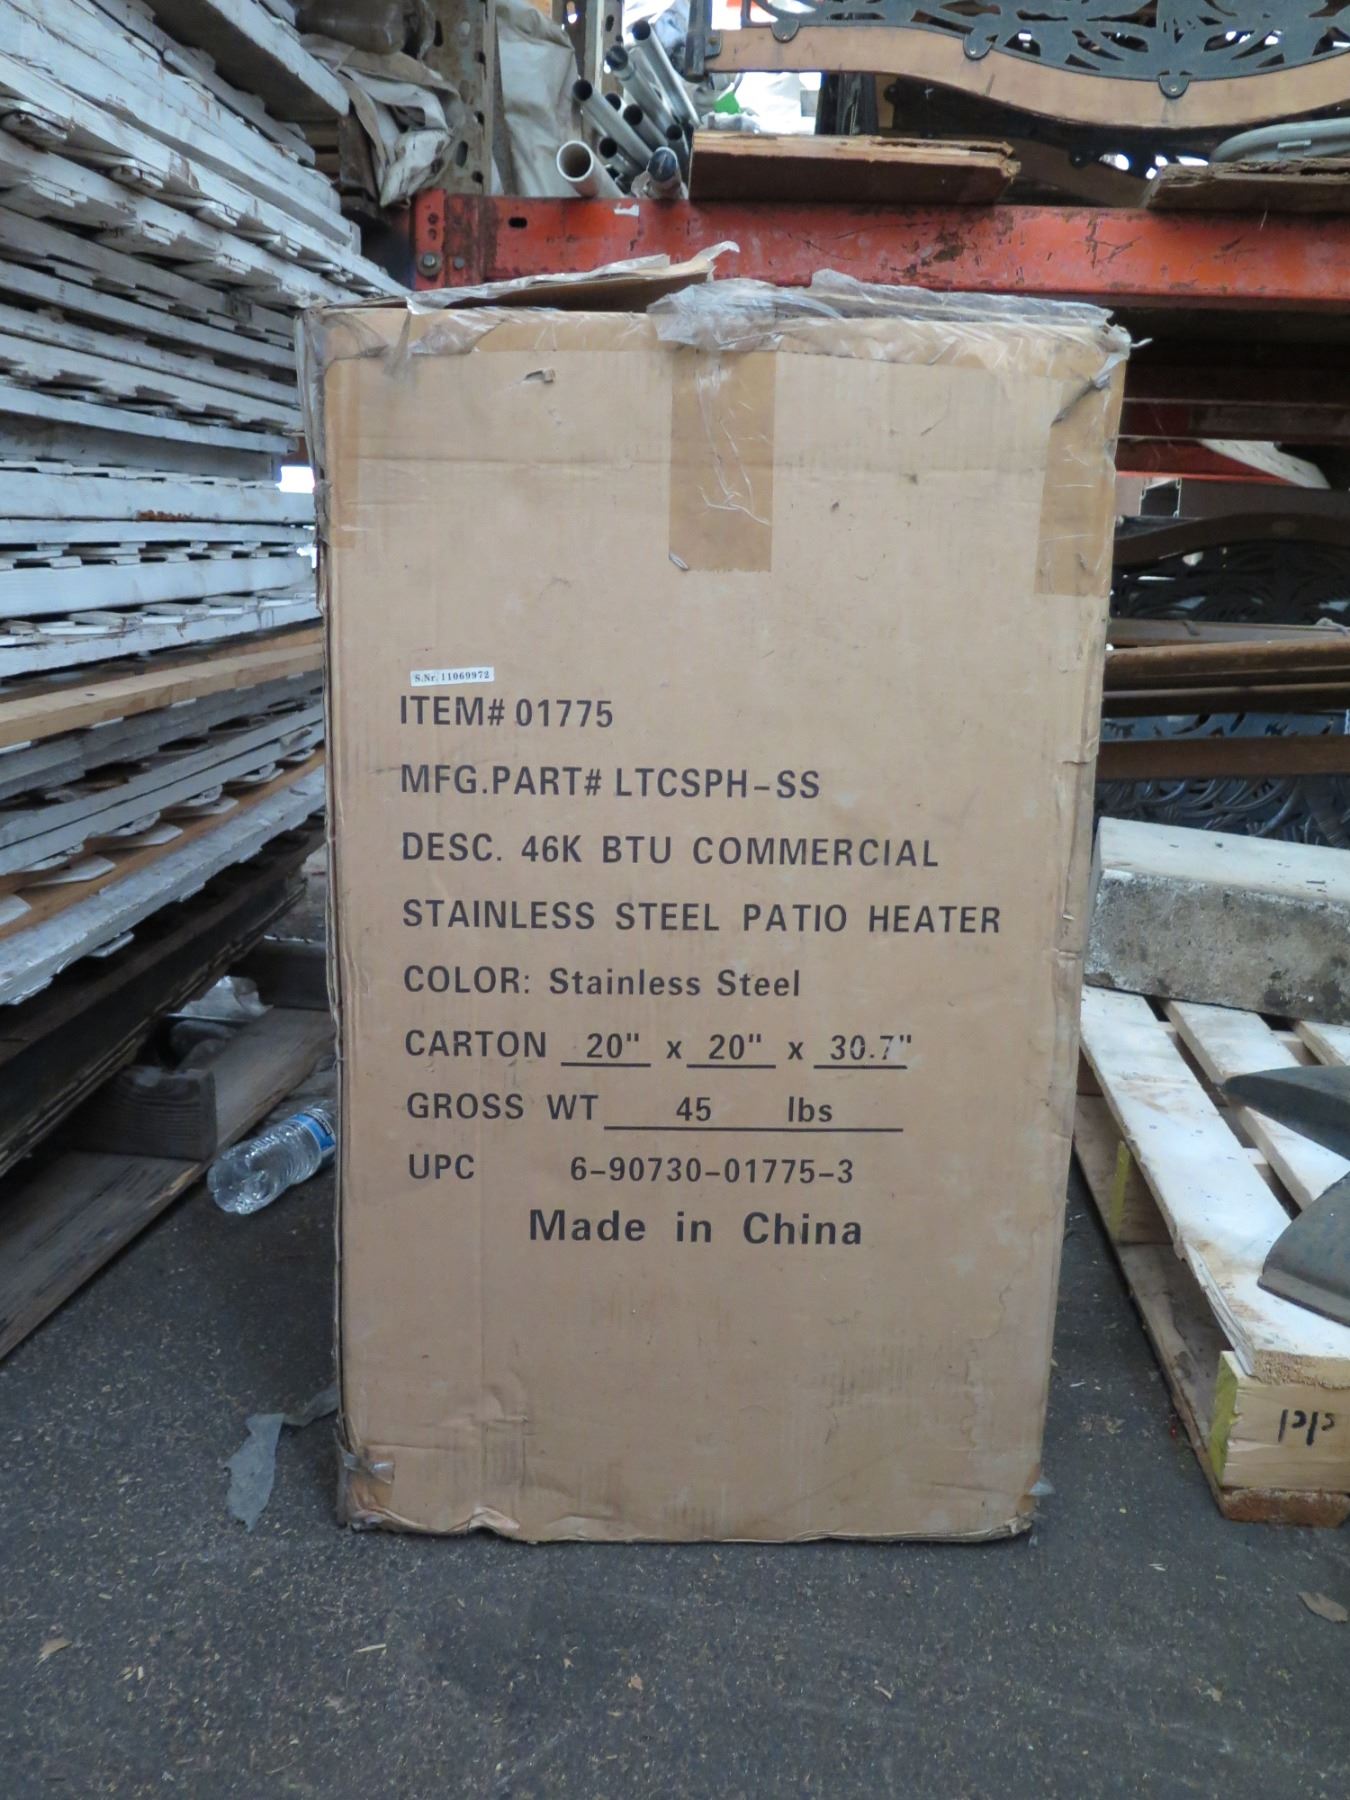 S.Nr. 11069972
ITEM# 01775
MFG.PART# LTCSPH-SS
DESC. 46K BTU COMMERCIAL
STAINLESS STEEL PATIO HEATER
COLOR: Stainless Steel
CARTON 20" x 20" x 30.7"
GROSS WT 45 lbs
UPC 6-90730-01775-3
Made in China